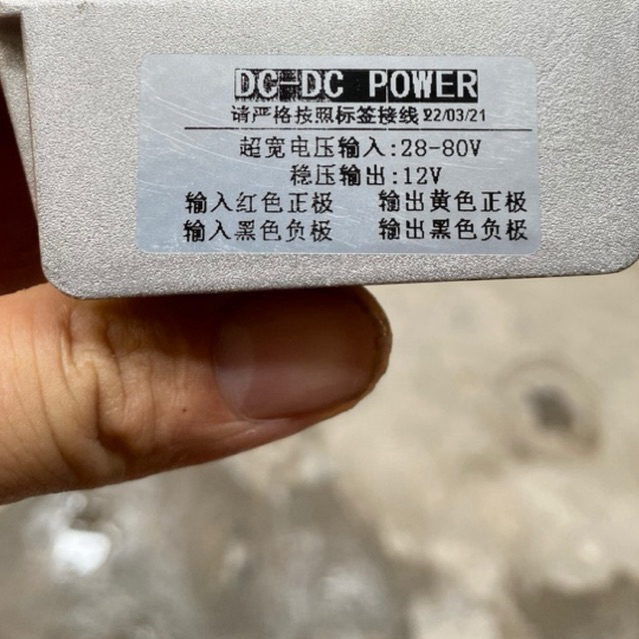 DC-DC POWER
请严格按照标签接线 22/03/21
超宽电压输入:28-80V
稳压输出:12V
输入红色正极 输出黄色正极
输入黑色负极 输出黑色负极